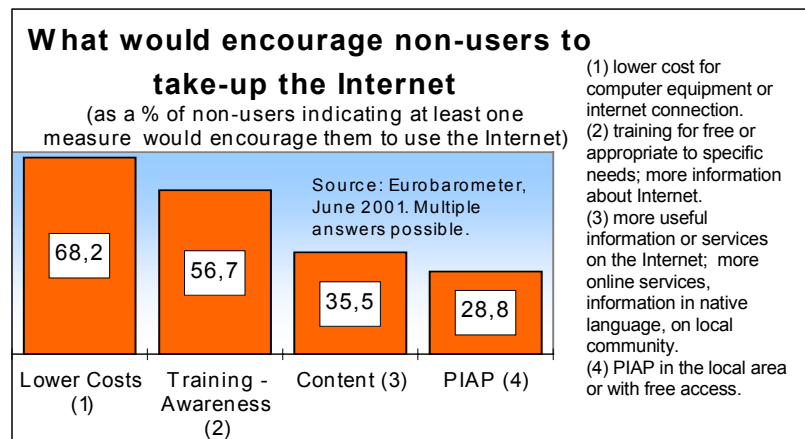 What would encourage non-users to
take-up the Internet
(as a % of non-users indicating at least one
measure would encourage them to use the Internet)
Source: Eurobarometer,
June 2001. Multiple
answers possible.
68,2
56,7
35,5
28,8
Lower Costs
(1)
Training -
Awareness
(2)
Content (3)
PIAP (4)
(1) lower cost for
computer equipment or
internet connection.
(2) training for free or
appropriate to specific
needs; more information
about Internet.
(3) more useful
information or services
on the Internet; more
online services,
information in native
language, on local
community.
(4) PIAP in the local area
or with free access.